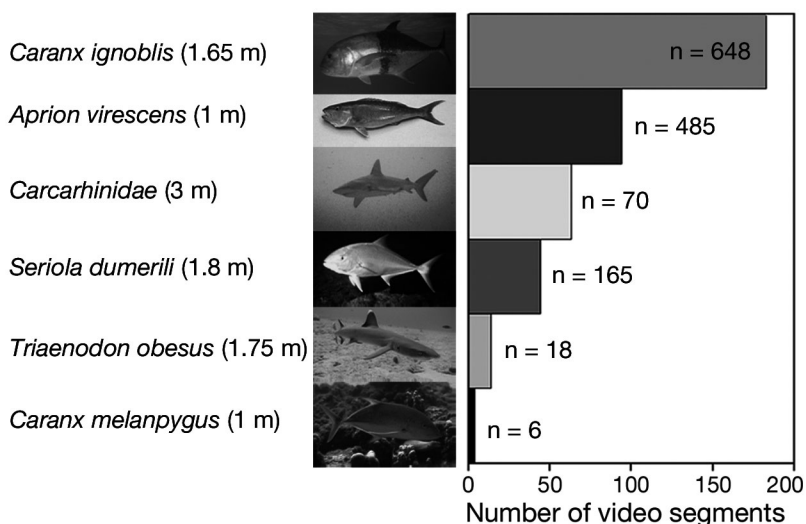 Caranx ignoblis (1.65 m)
n = 648
Aprion virescens (1 m)
n = 485
Carcarhinidae (3 m)
n = 70
Seriola dumerili (1.8 m)
n = 165
Triaenodon obesus (1.75 m)
n = 18
Caranx melanpygus (1 m)
n = 6
0 50 100 150 200
Number of video segments